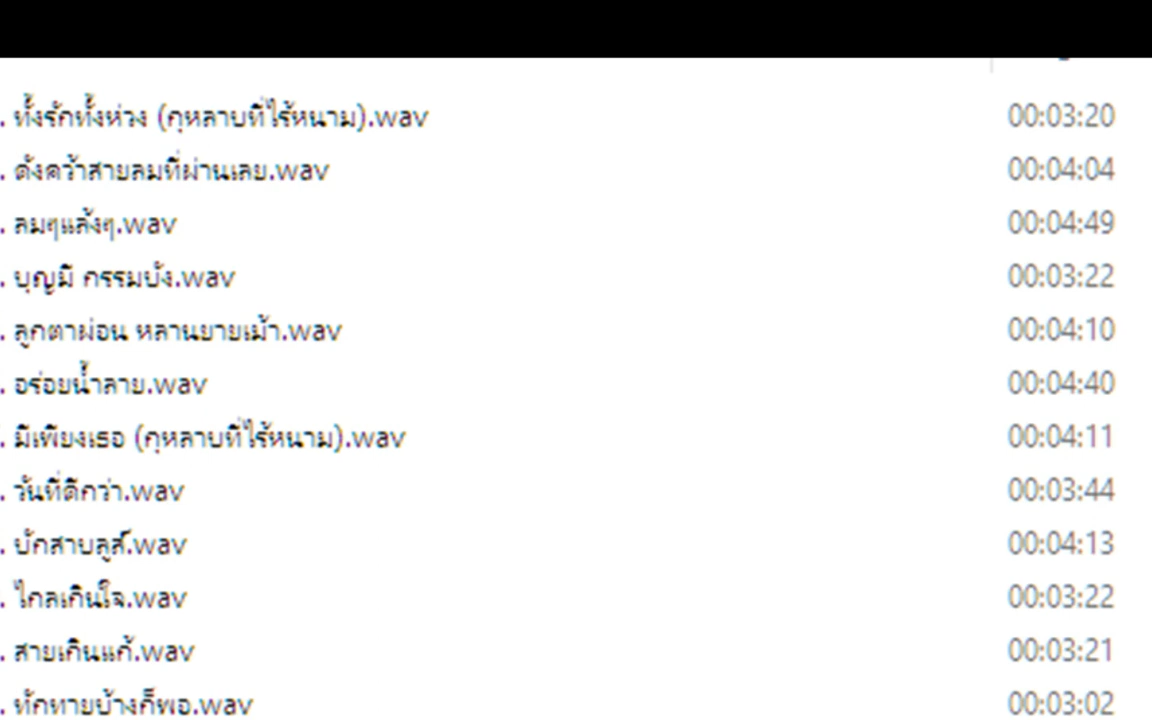 . ทั้งรักทั้งห่วง (กุหลาบที่ไร้หนาม).wav 00:03:20
. ดังคว้าสายลมที่ผ่านเลย.wav 00:04:04
. ลมๆแล้งๆ.wav 00:04:49
. บุญมี กรรมบัง.wav 00:03:22
. ลูกตาผ่อน หลานยายเม้า.wav 00:04:10
. อร่อยน้ำลาย.wav 00:04:40
. มีเพียงเธอ (กุหลาบที่ไร้หนาม).wav 00:04:11
. วันที่ดีกว่า.wav 00:03:44
. บักสาบลูส์.wav 00:04:13
. ไกลเกินใจ.wav 00:03:22
. สายเกินแก้.wav 00:03:21
. ทักทายบ้างก็พอ.wav 00:03:02